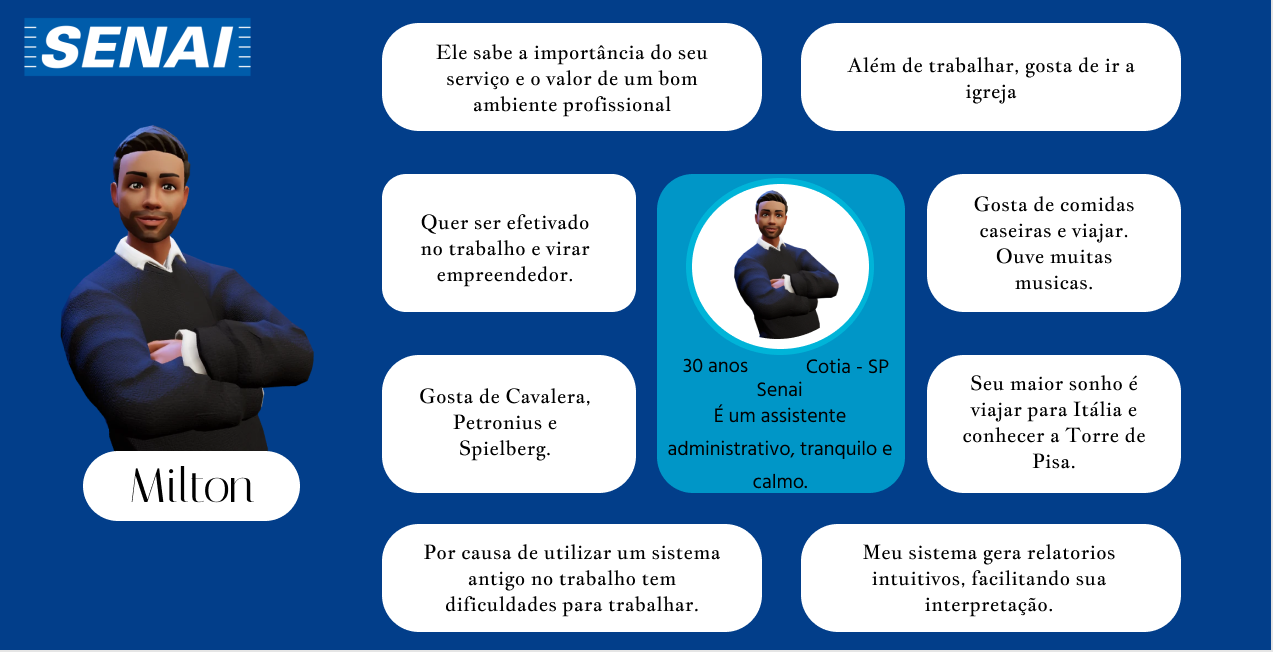 SENAI
Ele sabe a importância do seu
serviço e o valor de um bom
ambiente profissional
Além de trabalhar, gosta de ir a
igreja
Quer ser efetivado
no trabalho e virar
empreendedor.
Gosta de comidas
caseiras e viajar.
Ouve muitas
musicas.
30 anos
Cotia - SP
Senai
É um assistente
administrativo, tranquilo e
calmo.
Gosta de Cavalera,
Petronius e
Spielberg.
Seu maior sonho é
viajar para Itália e
conhecer a Torre de
Pisa.
Milton
Por causa de utilizar um sistema
antigo no trabalho tem
dificuldades para trabalhar.
Meu sistema gera relatorios
intuitivos, facilitando sua
interpretação.